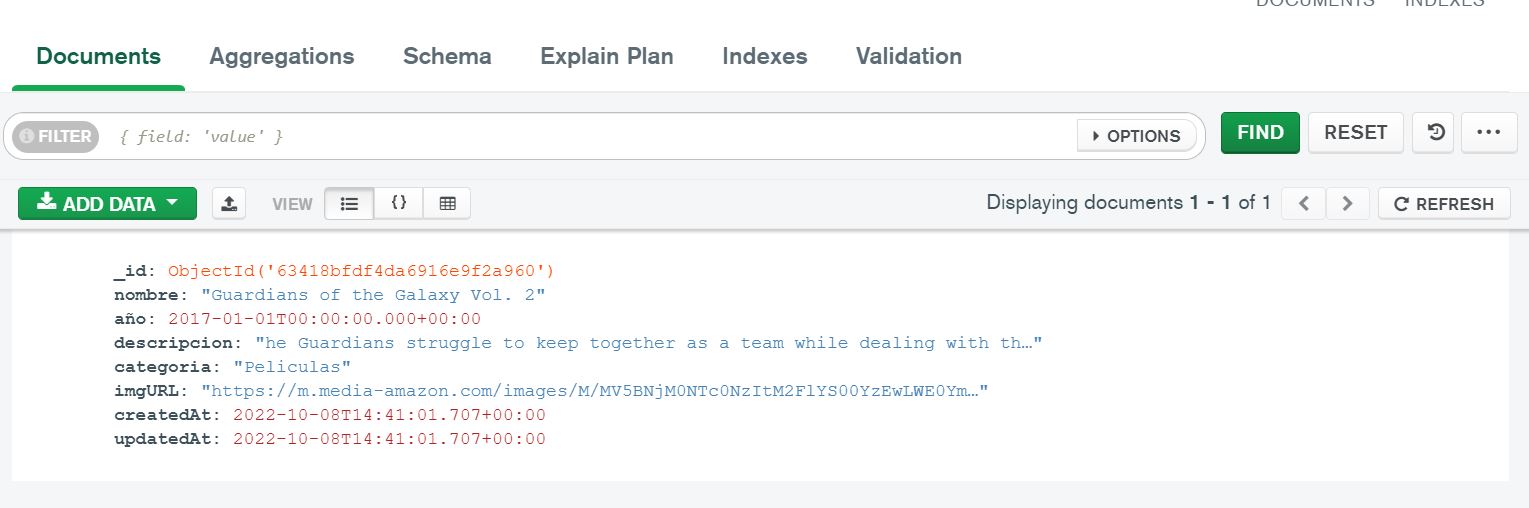 DOCUMENTS INDEXES
Documents Aggregations Schema Explain Plan Indexes Validation
FILTER { field: 'value' } OPTIONS FIND RESET ...
ADD DATA VIEW {} Displaying documents 1 - 1 of 1 < > REFRESH
_id: ObjectId('63418bfdf4da6916e9f2a960')
nombre: "Guardians of the Galaxy Vol. 2"
año: 2017-01-01T00:00:00.000+00:00
descripcion: "he Guardians struggle to keep together as a team while dealing with th…"
categoria: "Peliculas"
imgURL: "https://m.media-amazon.com/images/M/MV5BNjM0NTc0NzItM2FlYS00YzEwLWE0Ym…"
createdAt: 2022-10-08T14:41:01.707+00:00
updatedAt: 2022-10-08T14:41:01.707+00:00